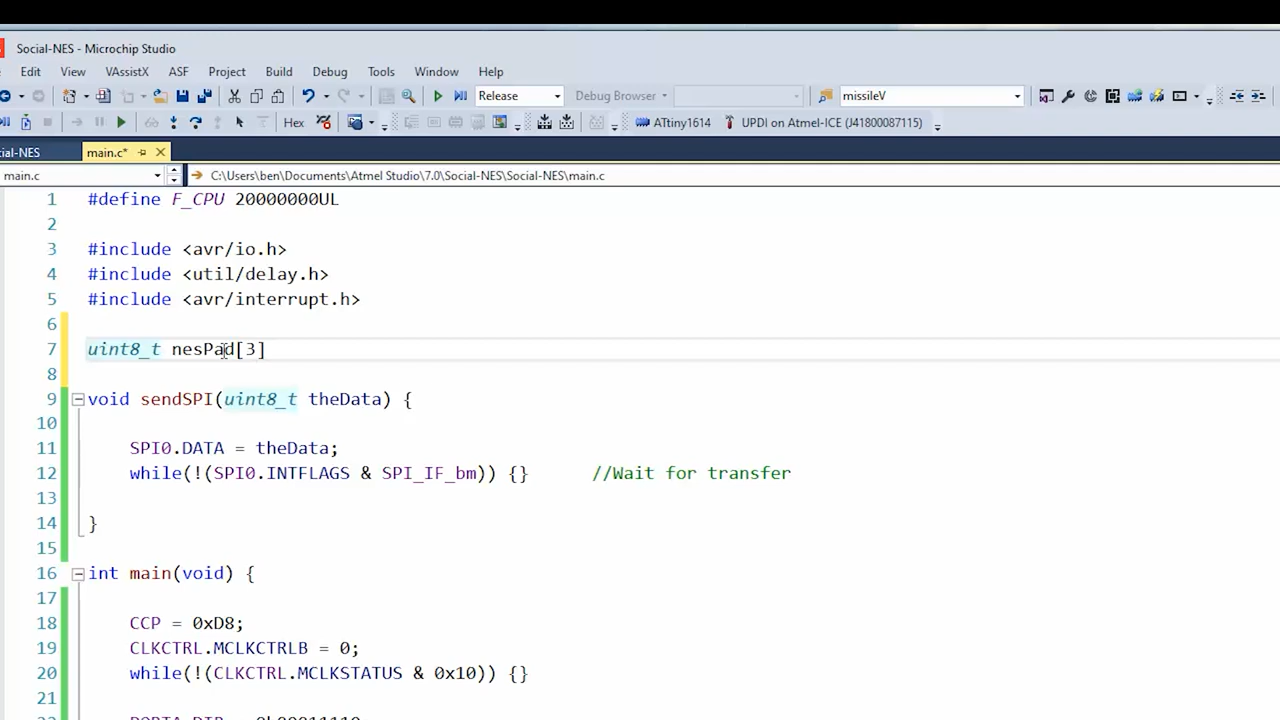 Social-NES - Microchip Studio
Edit View VAssistX ASF Project Build Debug Tools Window Help
Release Debug Browser missileV
Hex ATtiny1614 UPDI on Atmel-ICE (J41800087115)
cial-NES main.c*
main.c C:\Users\ben\Documents\Atmel Studio\7.0\Social-NES\Social-NES\main.c
1 #define F_CPU 20000000UL
2
3 #include <avr/io.h>
4 #include <util/delay.h>
5 #include <avr/interrupt.h>
6
7 uint8_t nesPad[3]
8
9 void sendSPI(uint8_t theData) {
10
11 SPI0.DATA = theData;
12 while(!(SPI0.INTFLAGS & SPI_IF_bm)) {} //Wait for transfer
13
14 }
15
16 int main(void) {
17
18 CCP = 0xD8;
19 CLKCTRL.MCLKCTRLB = 0;
20 while(!(CLKCTRL.MCLKSTATUS & 0x10)) {}
21